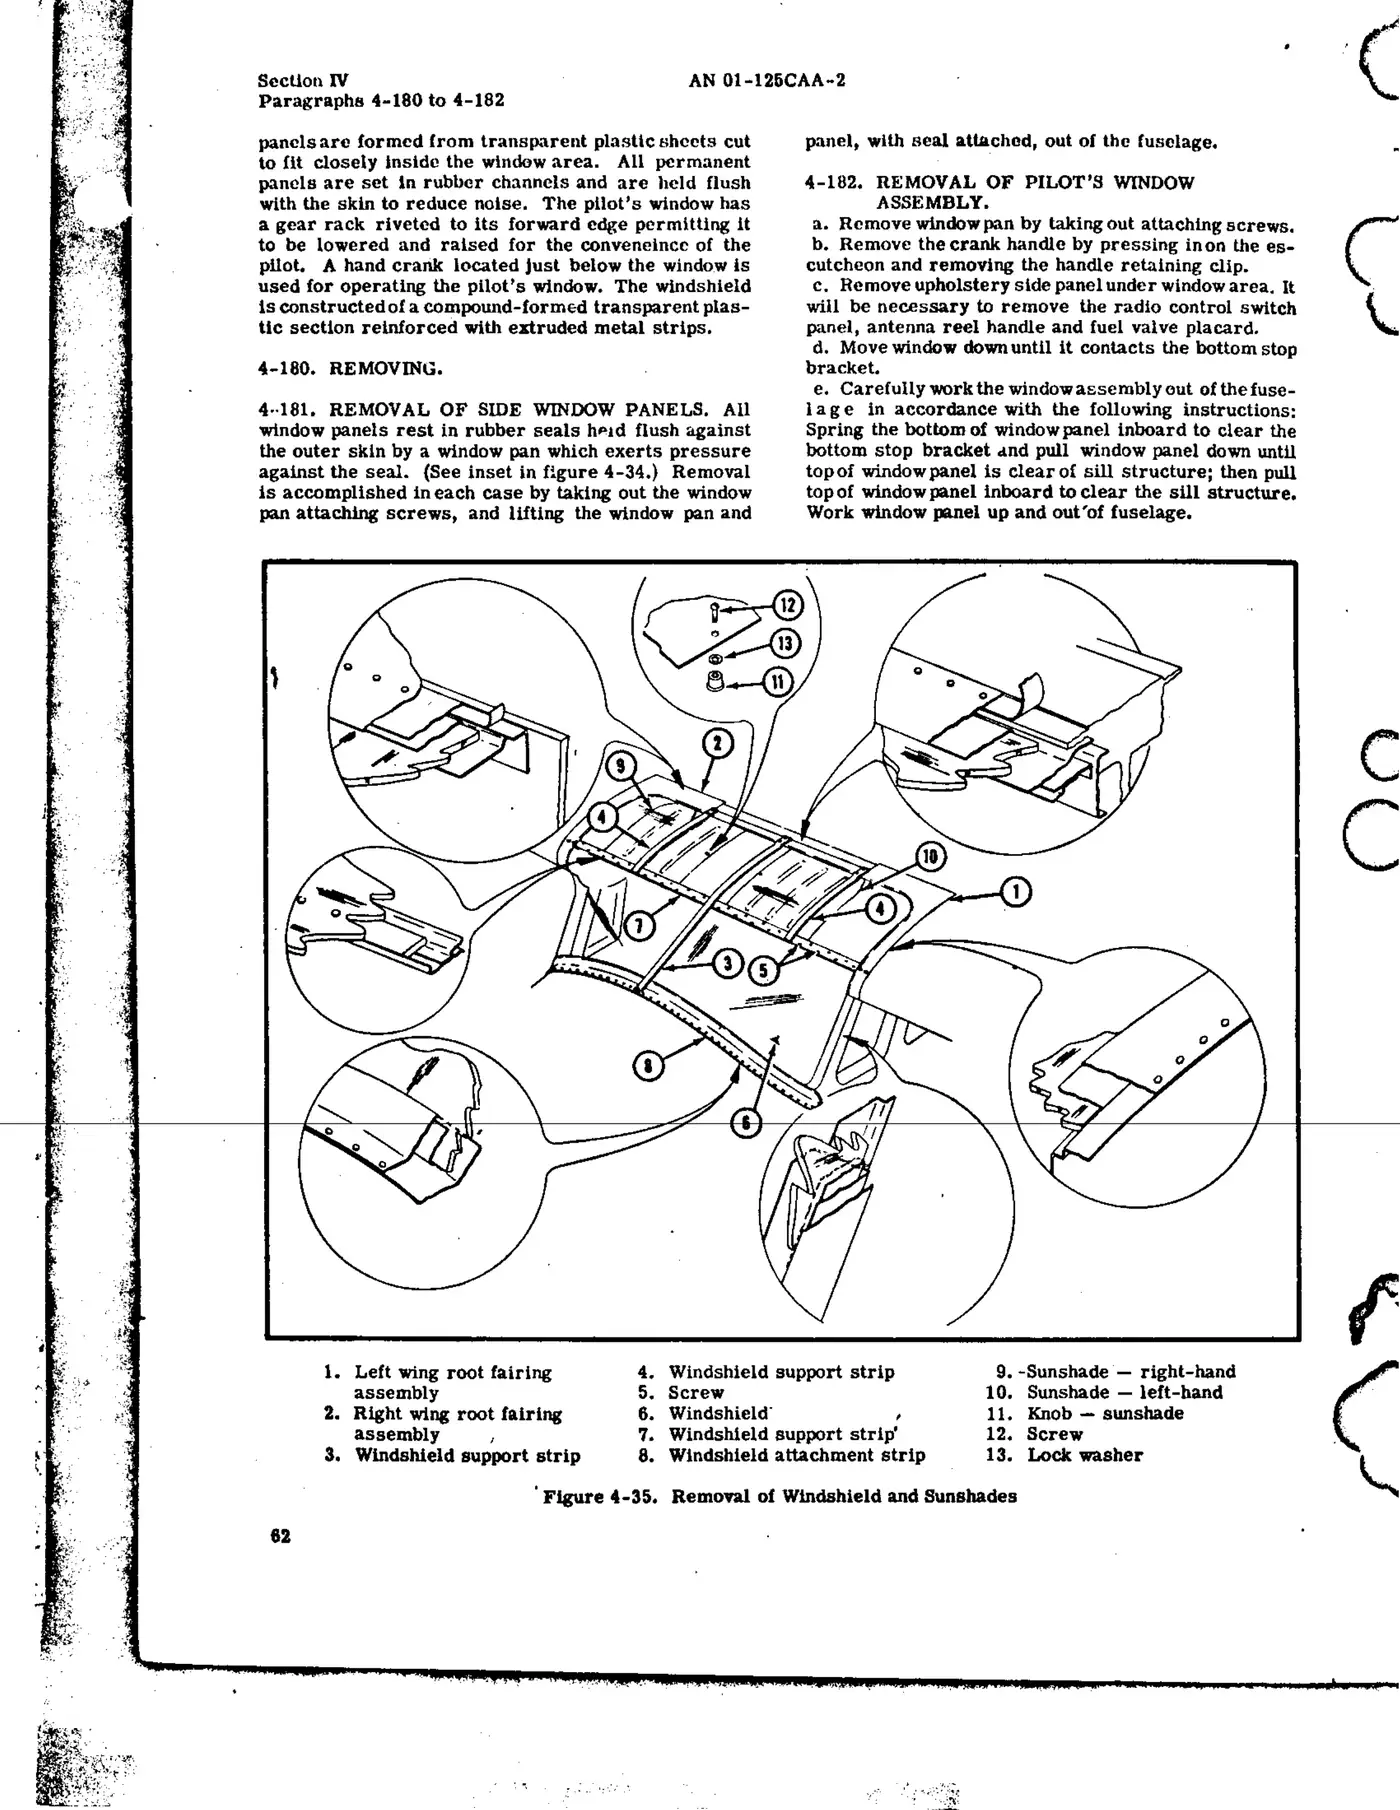 Section IV
AN 01-125CAA-2
Paragraphs 4-180 to 4-182
panels are formed from transparent plastic sheets cut
to fit closely inside the window area. All permanent
panels are set in rubber channels and are held flush
with the skin to reduce noise. The pilot's window has
a gear rack riveted to its forward edge permitting it
to be lowered and raised for the conveneince of the
pilot. A hand crank located just below the window is
used for operating the pilot's window. The windshield
is constructed of a compound-formed transparent plas-
tic section reinforced with extruded metal strips.
4-180. REMOVING.
4-181. REMOVAL OF SIDE WINDOW PANELS. All
window panels rest in rubber seals held flush against
the outer skin by a window pan which exerts pressure
against the seal. (See inset in figure 4-34.) Removal
is accomplished in each case by taking out the window
pan attaching screws, and lifting the window pan and
panel, with seal attached, out of the fuselage.
4-182. REMOVAL OF PILOT'S WINDOW
ASSEMBLY.
a. Remove window pan by taking out attaching screws.
b. Remove the crank handle by pressing in on the es-
cutcheon and removing the handle retaining clip.
c. Remove upholstery side panel under window area. It
will be necessary to remove the radio control switch
panel, antenna reel handle and fuel valve placard.
d. Move window down until it contacts the bottom stop
bracket.
e. Carefully work the window assembly out of the fuse-
lage in accordance with the following instructions:
Spring the bottom of window panel inboard to clear the
bottom stop bracket and pull window panel down until
top of window panel is clear of sill structure; then pull
top of window panel inboard to clear the sill structure.
Work window panel up and out of fuselage.
12
13
11
2
9
4
10
1
4
7
3
5
8
6
1. Left wing root fairing
assembly
2. Right wing root fairing
assembly
3. Windshield support strip
4. Windshield support strip
5. Screw
6. Windshield
7. Windshield support strip
8. Windshield attachment strip
9. -Sunshade — right-hand
10. Sunshade — left-hand
11. Knob — sunshade
12. Screw
13. Lock washer
Figure 4-35. Removal of Windshield and Sunshades
62